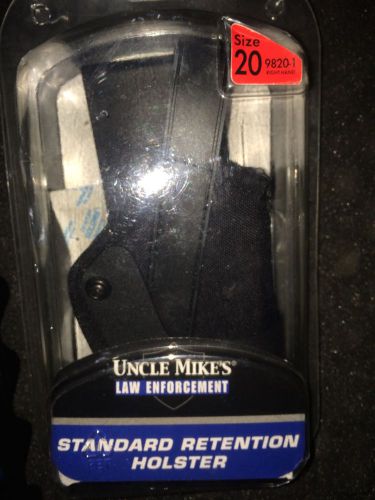 Size
20 9820-1
RIGHT HAND
UNCLE MIKE'S®
LAW ENFORCEMENT
STANDARD RETENTION
HOLSTER